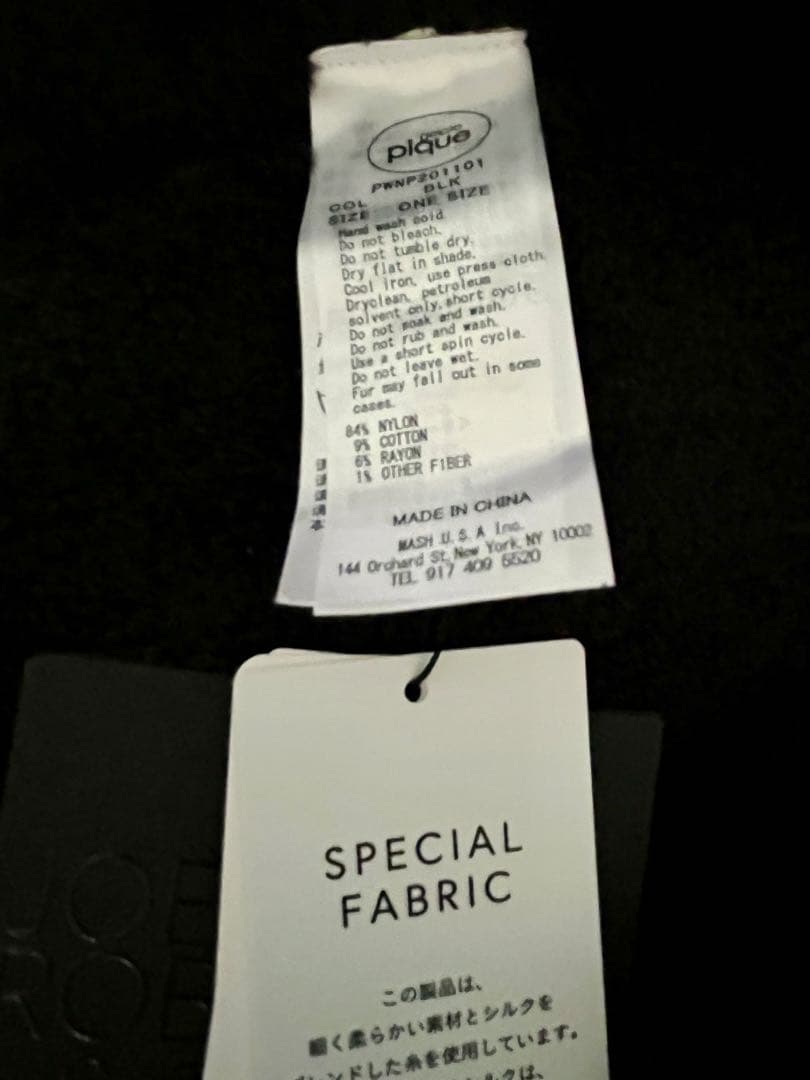 gelato
pique
PWNP201101
COL BLK
SIZE ONE SIZE
Hand wash cold.
Do not bleach.
Do not tumble dry.
Dry flat in shade.
Cool iron, use press cloth.
Dryclean, petroleum
solvent only, short cycle.
Do not soak and wash.
Do not rub and wash.
Use a short spin cycle.
Do not leave wet.
Fur may fall out in some
cases.
84% NYLON
9% COTTON
6% RAYON
1% OTHER FIBER
MADE IN CHINA
MASH U.S.A Inc.
144 Orchard St, New York, NY 10002
TEL 917 409 5520
SPECIAL
FABRIC
この製品は、
細く柔らかい素材とシルクを
ブレンドした糸を使用しています。
シルクは、